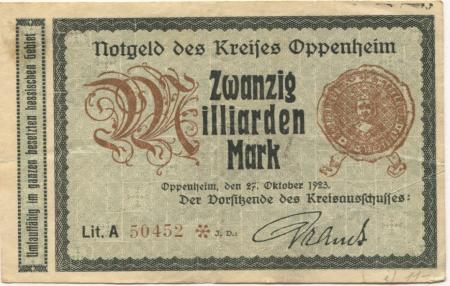 Umlauffähig im ganzen besetzten hessischen Gebiet
Notgeld des Kreises Oppenheim
Zwanzig
Milliarden
Mark
Oppenheim, den 27. Oktober 1923.
Der Vorsitzende des Kreisausschusses:
Lit. A 50452 * J. V.: